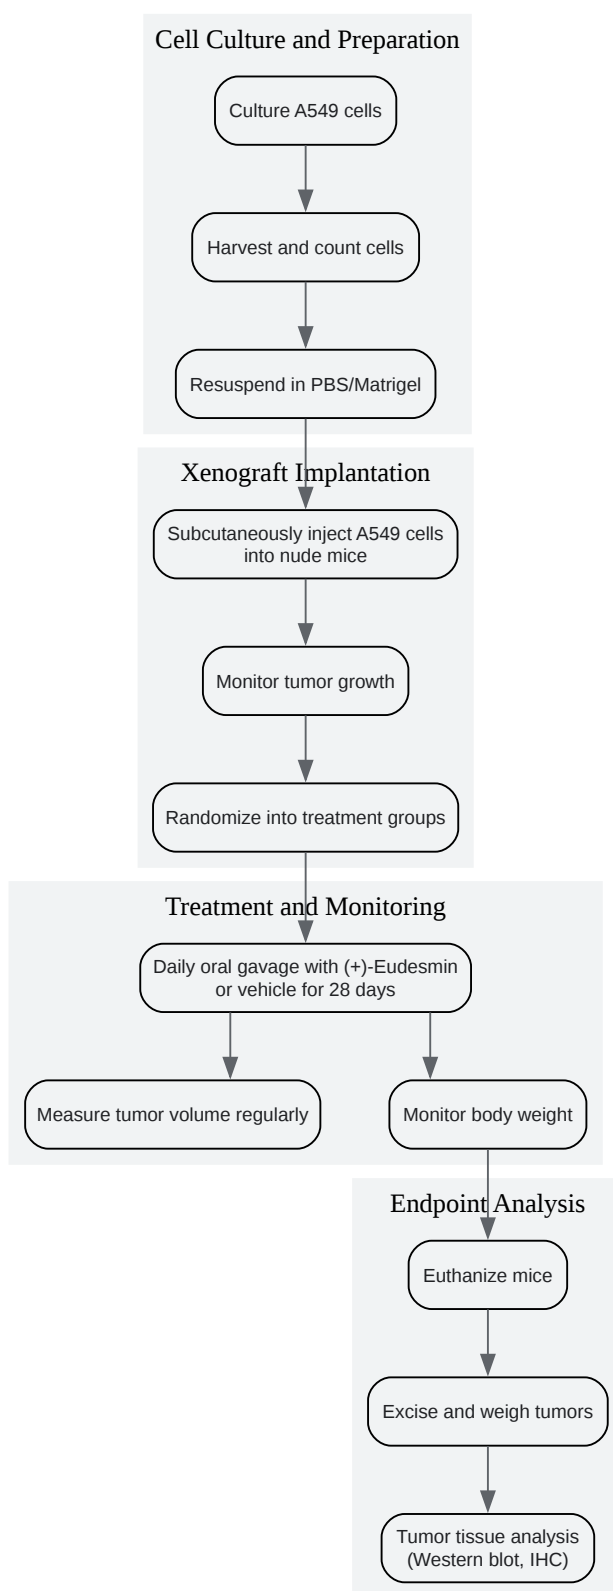 Cell Culture and Preparation
Culture A549 cells
Harvest and count cells
Resuspend in PBS/Matrigel
Xenograft Implantation
Subcutaneously inject A549 cells
into nude mice
Monitor tumor growth
Randomize into treatment groups
Treatment and Monitoring
Daily oral gavage with (+)-Eudesmin
or vehicle for 28 days
Measure tumor volume regularly
Monitor body weight
Endpoint Analysis
Euthanize mice
Excise and weigh tumors
Tumor tissue analysis
(Western blot, IHC)